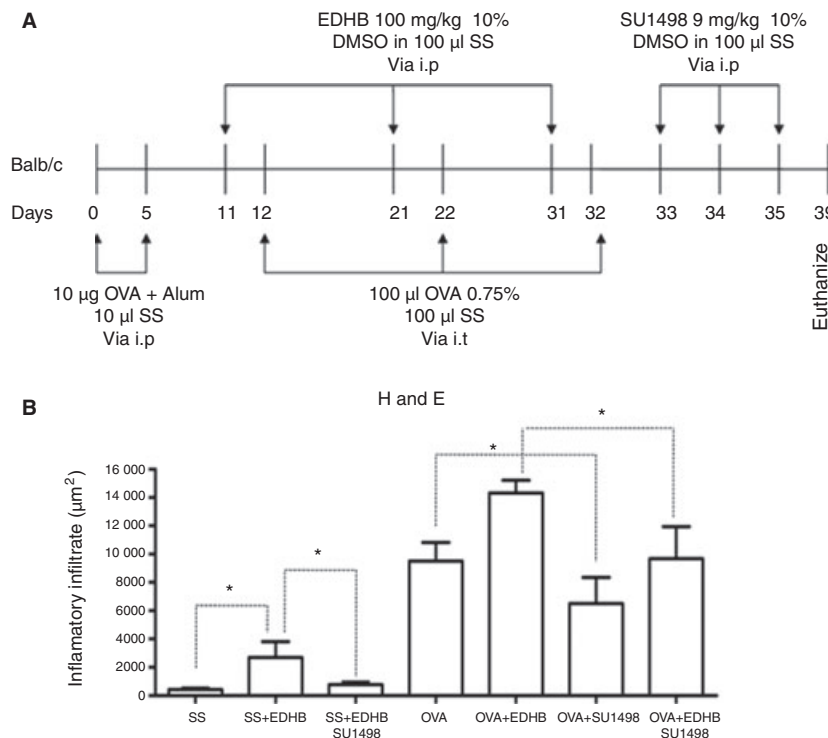 A
EDHB 100 mg/kg 10%
DMSO in 100 µl SS
Via i.p
SU1498 9 mg/kg 10%
DMSO in 100 µl SS
Via i.p
Balb/c
Days 0 5 11 12 21 22 31 32 33 34 35 39
Euthanize
10 µg OVA + Alum
10 µl SS
Via i.p
100 µl OVA 0.75%
100 µl SS
Via i.t
B
H and E
Inflamatory infiltrate (µm²)
16 000
14 000
12 000
10 000
8000
6000
4000
2000
0
* * * *
SS SS+EDHB SS+EDHB SU1498 OVA OVA+EDHB OVA+SU1498 OVA+EDHB SU1498